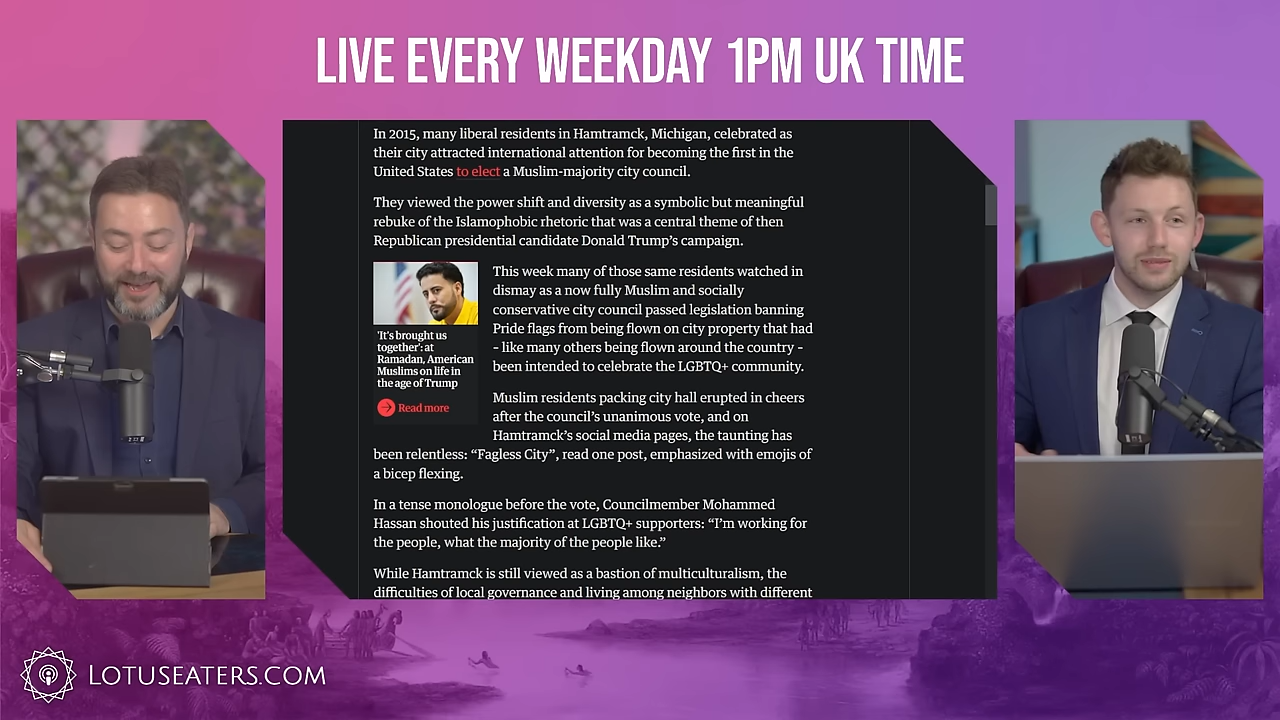 LIVE EVERY WEEKDAY 1PM UK TIME
In 2015, many liberal residents in Hamtramck, Michigan, celebrated as
their city attracted international attention for becoming the first in the
United States to elect a Muslim-majority city council.
They viewed the power shift and diversity as a symbolic but meaningful
rebuke of the Islamophobic rhetoric that was a central theme of then
Republican presidential candidate Donald Trump's campaign.
'It's brought us
together': at
Ramadan, American
Muslims on life in
the age of Trump
Read more
This week many of those same residents watched in
dismay as a now fully Muslim and socially
conservative city council passed legislation banning
Pride flags from being flown on city property that had
– like many others being flown around the country –
been intended to celebrate the LGBTQ+ community.
Muslim residents packing city hall erupted in cheers
after the council's unanimous vote, and on
Hamtramck's social media pages, the taunting has
been relentless: “Fagless City”, read one post, emphasized with emojis of
a bicep flexing.
In a tense monologue before the vote, Councilmember Mohammed
Hassan shouted his justification at LGBTQ+ supporters: “I'm working for
the people, what the majority of the people like.”
While Hamtramck is still viewed as a bastion of multiculturalism, the
difficulties of local governance and living among neighbors with different
LOTUSEATERS.COM